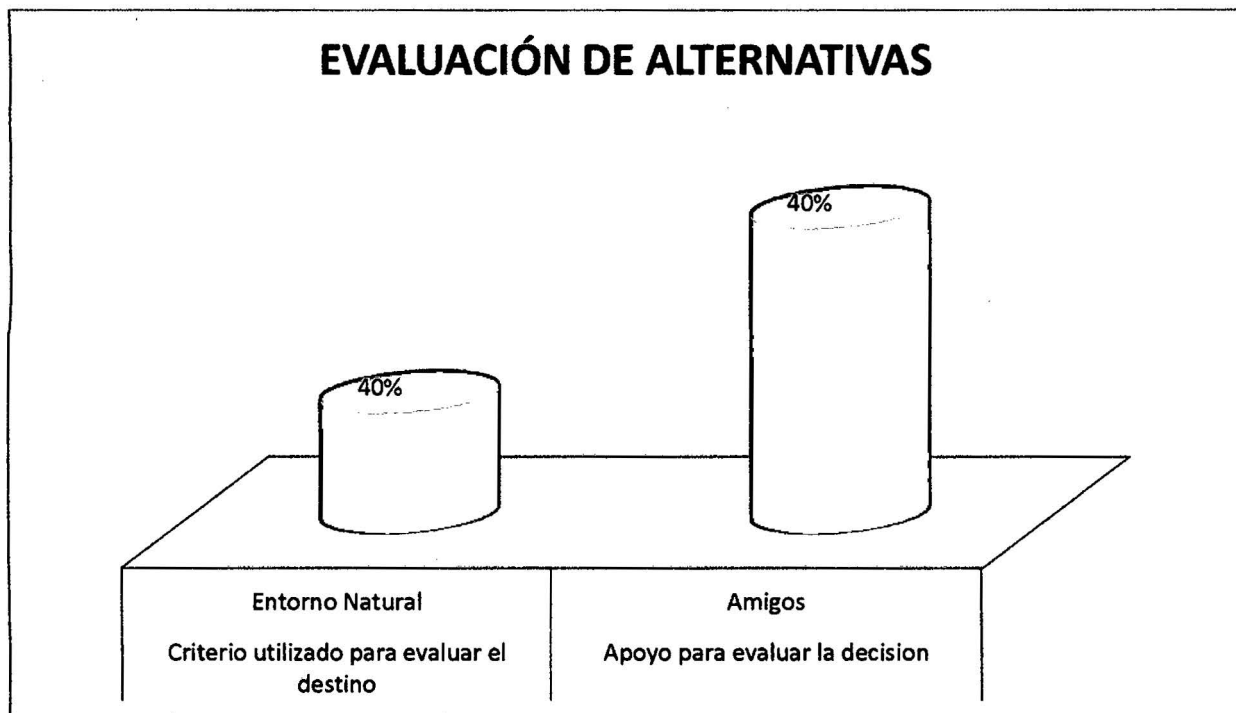 EVALUACIÓN DE ALTERNATIVAS
40%
40%
Entorno Natural
Amigos
Criterio utilizado para evaluar el
destino
Apoyo para evaluar la decision